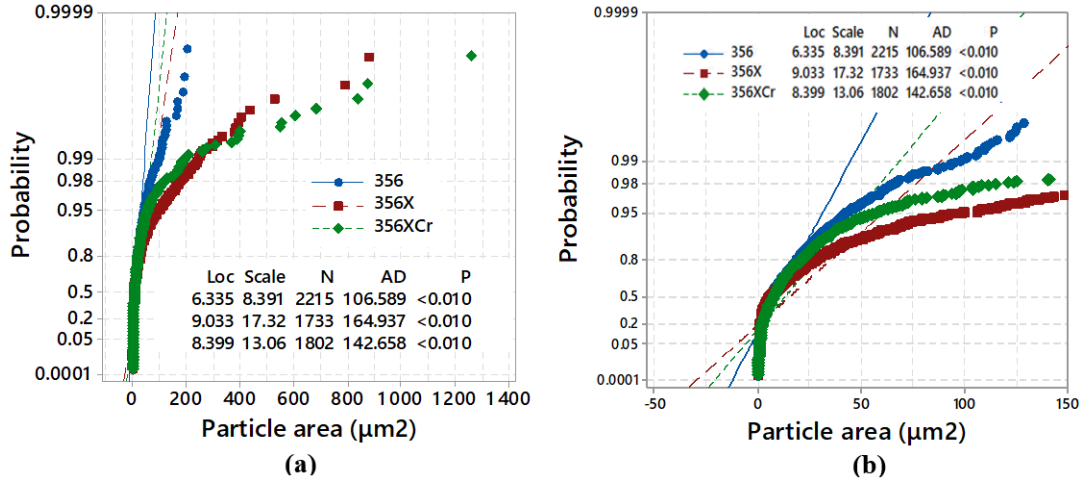 0.9999
0.99
0.98
0.95
0.8
0.5
0.2
0.05
0.0001
Probability
356
356X
356XCr
Loc Scale N AD P
6.335 8.391 2215 106.589 <0.010
9.033 17.32 1733 164.937 <0.010
8.399 13.06 1802 142.658 <0.010
0 200 400 600 800 1000 1200 1400
Particle area (µm2)
(a)
0.9999
0.99
0.98
0.95
0.8
0.5
0.2
0.05
0.0001
Probability
Loc Scale N AD P
356 6.335 8.391 2215 106.589 <0.010
356X 9.033 17.32 1733 164.937 <0.010
356XCr 8.399 13.06 1802 142.658 <0.010
-50 0 50 100 150
Particle area (µm2)
(b)